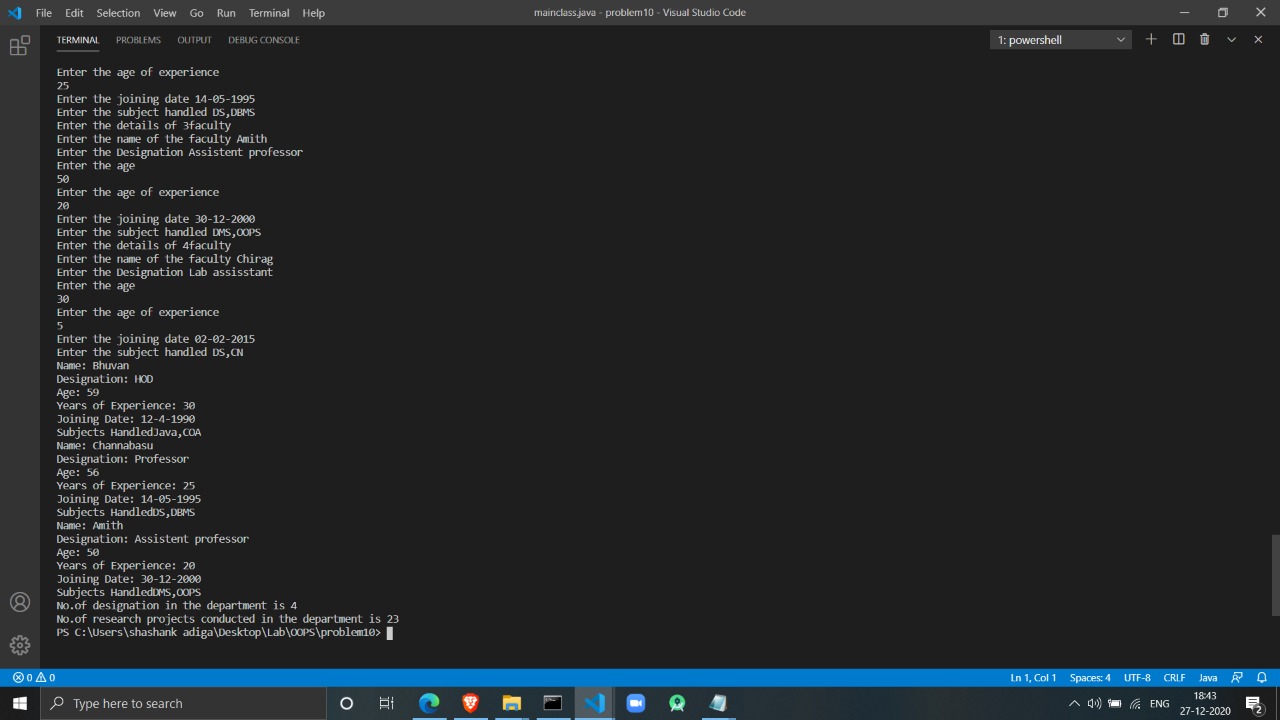 File Edit Selection View Go Run Terminal Help
mainclass.java - problem10 - Visual Studio Code
TERMINAL PROBLEMS OUTPUT DEBUG CONSOLE
1: powershell
Enter the age of experience
25
Enter the joining date 14-05-1995
Enter the subject handled DS,DBMS
Enter the details of 3faculty
Enter the name of the faculty Amith
Enter the Designation Assistent professor
Enter the age
50
Enter the age of experience
20
Enter the joining date 30-12-2000
Enter the subject handled DMS,OOPS
Enter the details of 4faculty
Enter the name of the faculty Chirag
Enter the Designation Lab assisstant
Enter the age
30
Enter the age of experience
5
Enter the joining date 02-02-2015
Enter the subject handled DS,CN
Name: Bhuvan
Designation: HOD
Age: 59
Years of Experience: 30
Joining Date: 12-4-1990
Subjects HandledJava,COA
Name: Channabasu
Designation: Professor
Age: 56
Years of Experience: 25
Joining Date: 14-05-1995
Subjects HandledDS,DBMS
Name: Amith
Designation: Assistent professor
Age: 50
Years of Experience: 20
Joining Date: 30-12-2000
Subjects HandledDMS,OOPS
No.of designation in the department is 4
No.of research projects conducted in the department is 23
PS C:\Users\shashank adiga\Desktop\Lab\OOPS\problem10>
0 0
Ln 1, Col 1 Spaces: 4 UTF-8 CRLF Java
Type here to search
ENG
18:43
27-12-2020
2